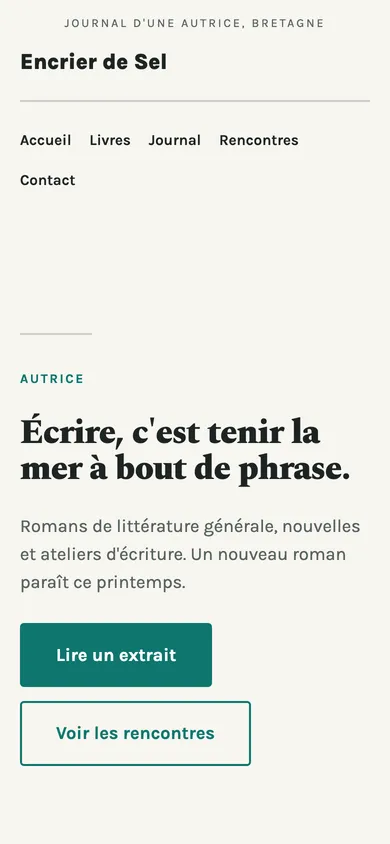 JOURNAL D'UNE AUTRICE, BRETAGNE
Encrier de Sel
Accueil Livres Journal Rencontres
Contact
AUTRICE
Écrire, c'est tenir la
mer à bout de phrase.
Romans de littérature générale, nouvelles
et ateliers d'écriture. Un nouveau roman
paraît ce printemps.
Lire un extrait
Voir les rencontres